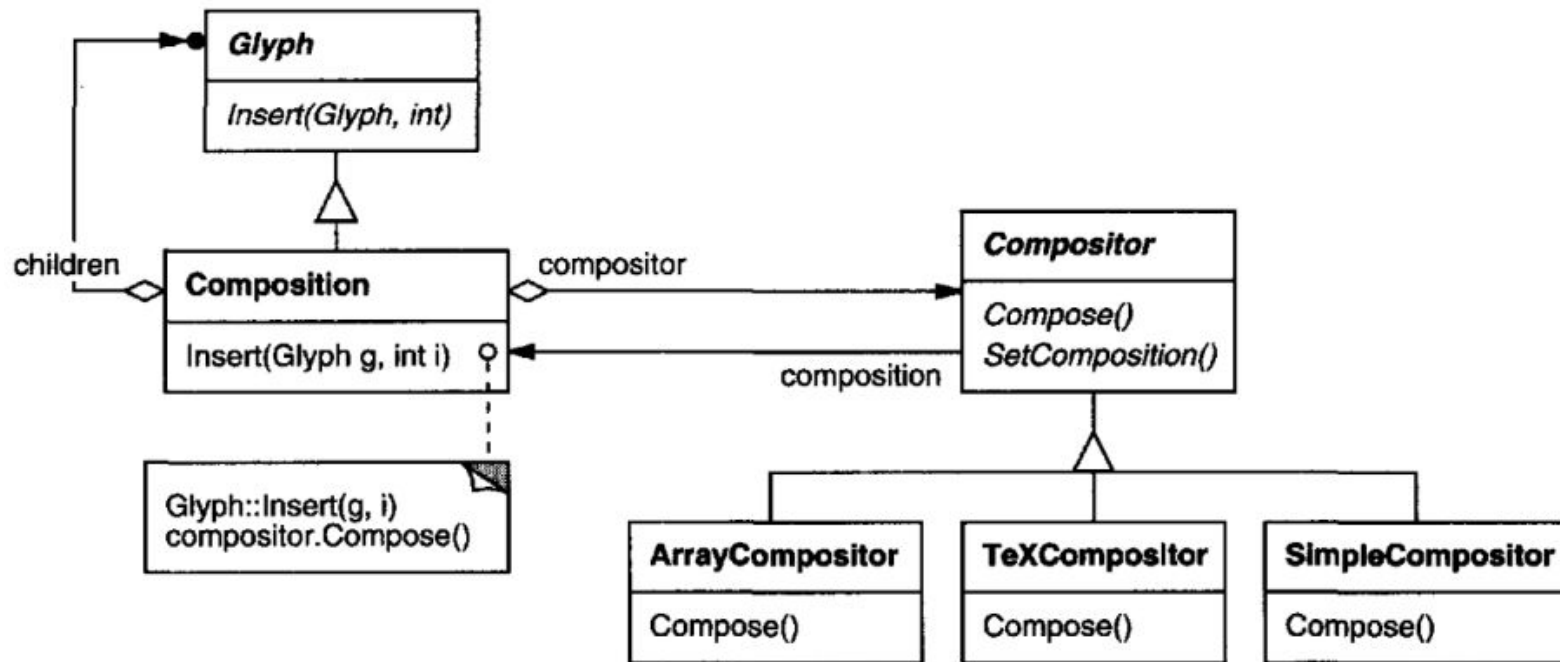 Glyph
Insert(Glyph, int)
children
Composition
compositor
Insert(Glyph g, int i)
composition
Glyph::Insert(g, i)
compositor.Compose()
Compositor
Compose()
SetComposition()
ArrayCompositor
Compose()
TeXCompositor
Compose()
SimpleCompositor
Compose()